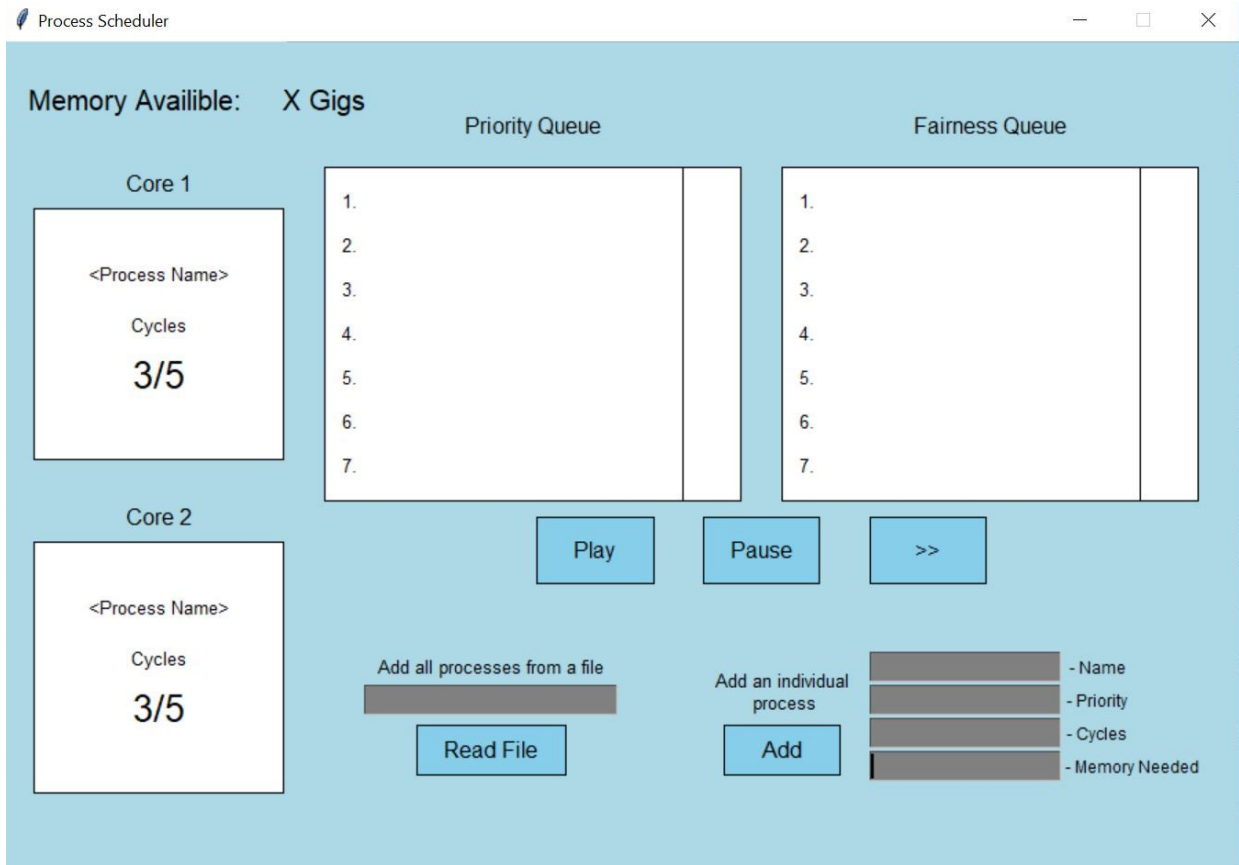 Process Scheduler
Memory Availible: X Gigs
Priority Queue
Fairness Queue
Core 1
<Process Name>
Cycles
3/5
1.
2.
3.
4.
5.
6.
7.
1.
2.
3.
4.
5.
6.
7.
Core 2
<Process Name>
Cycles
3/5
Play
Pause
>>
Add all processes from a file
Read File
Add an individual
process
Add
- Name
- Priority
- Cycles
- Memory Needed